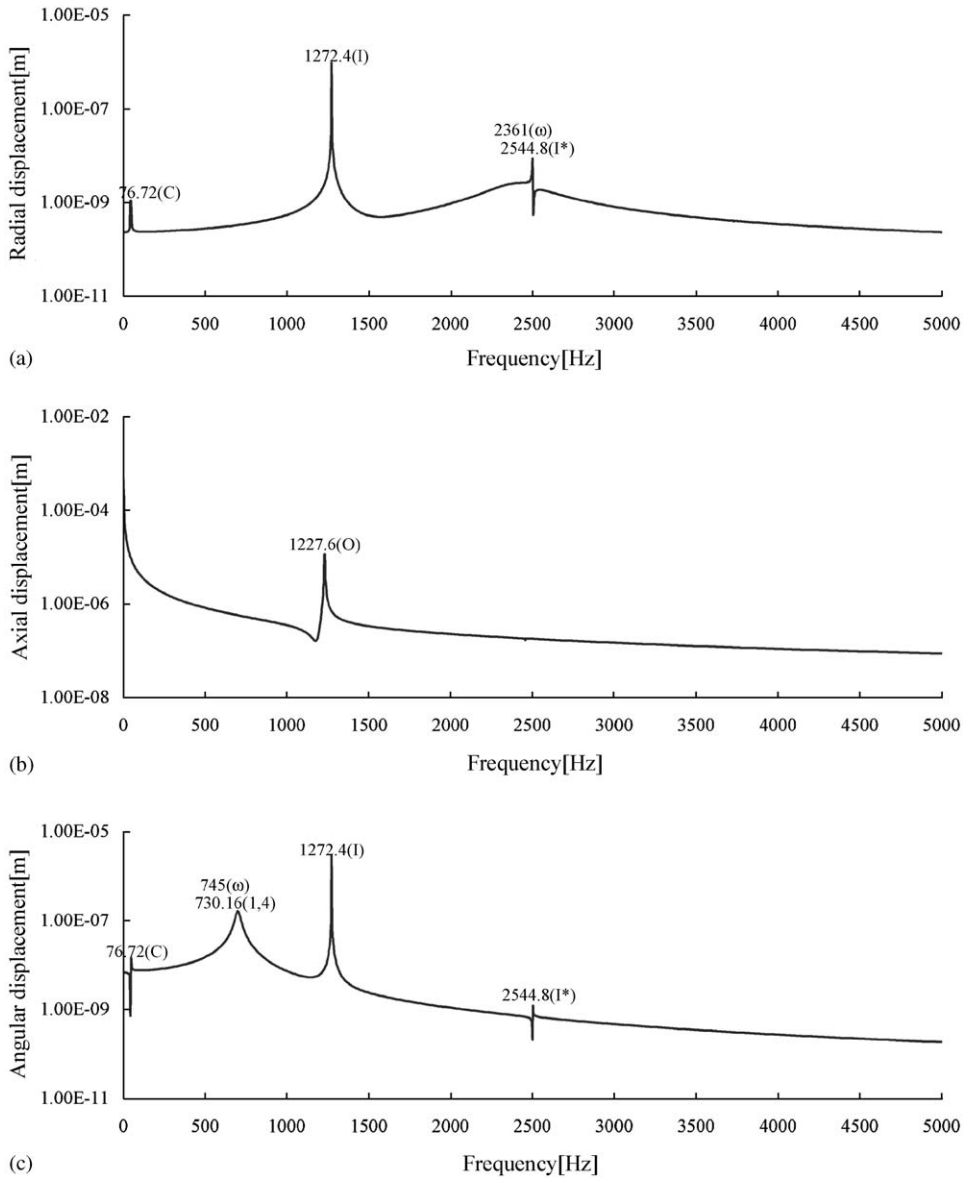 1.00E-05
1272.4(I)
1.00E-07
2361(ω)
2544.8(I*)
76.72(C)
1.00E-09
1.00E-11
Radial displacement[m]
0 500 1000 1500 2000 2500 3000 3500 4000 4500 5000
(a) Frequency[Hz]
1.00E-02
1.00E-04
1227.6(O)
1.00E-06
1.00E-08
Axial displacement[m]
0 500 1000 1500 2000 2500 3000 3500 4000 4500 5000
(b) Frequency[Hz]
1.00E-05
1272.4(I)
745(ω)
730.16(1,4)
1.00E-07
76.72(C)
2544.8(I*)
1.00E-09
1.00E-11
Angular displacement[m]
0 500 1000 1500 2000 2500 3000 3500 4000 4500 5000
(c) Frequency[Hz]